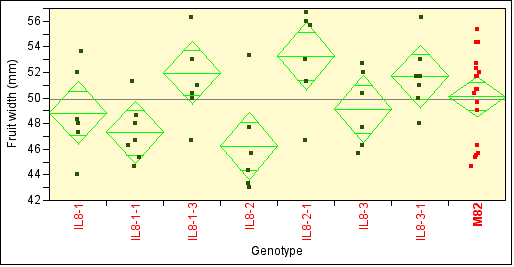 Fruit width (mm)
56
54
52
50
48
46
44
42
IL8-1
IL8-1-1
IL8-1-3
IL8-2
IL8-2-1
IL8-3
IL8-3-1
M82
Genotype